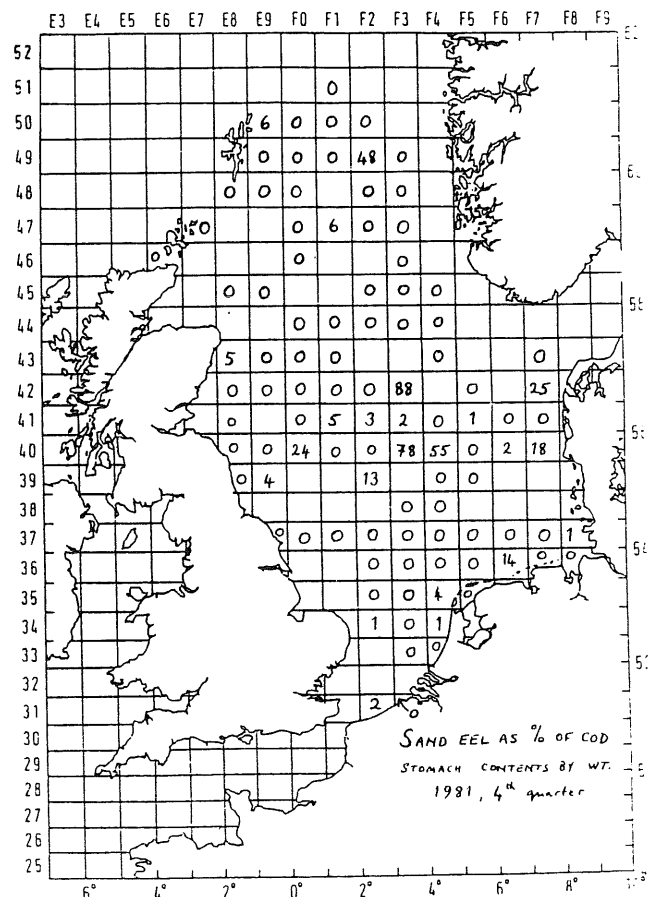 E3 E4 E5 E6 E7 E8 E9 F0 F1 F2 F3 F4 F5 F6 F7 F8 F9
52
51 0
50 6 0 0 0
49 0 0 0 48 0
48 0 0 0 0 0
47 0 0 6 0 0
46 0 0 0
45 0 0 0 0 0
44 0 0 0 0 0
43 5 0 0 0 0 0
42 0 0 0 0 0 88 0 25
41 0 0 5 3 2 0 1 0 0
40 0 0 24 0 0 78 55 0 2 18
39 0 4 13 0 0
38 0 0
37 0 0 0 0 0 0 0 0 1
36 0 0 0 0 14 0 0
35 0 0 4 0
34 1 0 1
33 0 0
32
31 2 0
30
29
28
27
26
25
SAND EEL AS % OF COD
STOMACH CONTENTS BY WT.
1981, 4th quarter
6° 4° 2° 0° 2° 4° 6° 8°